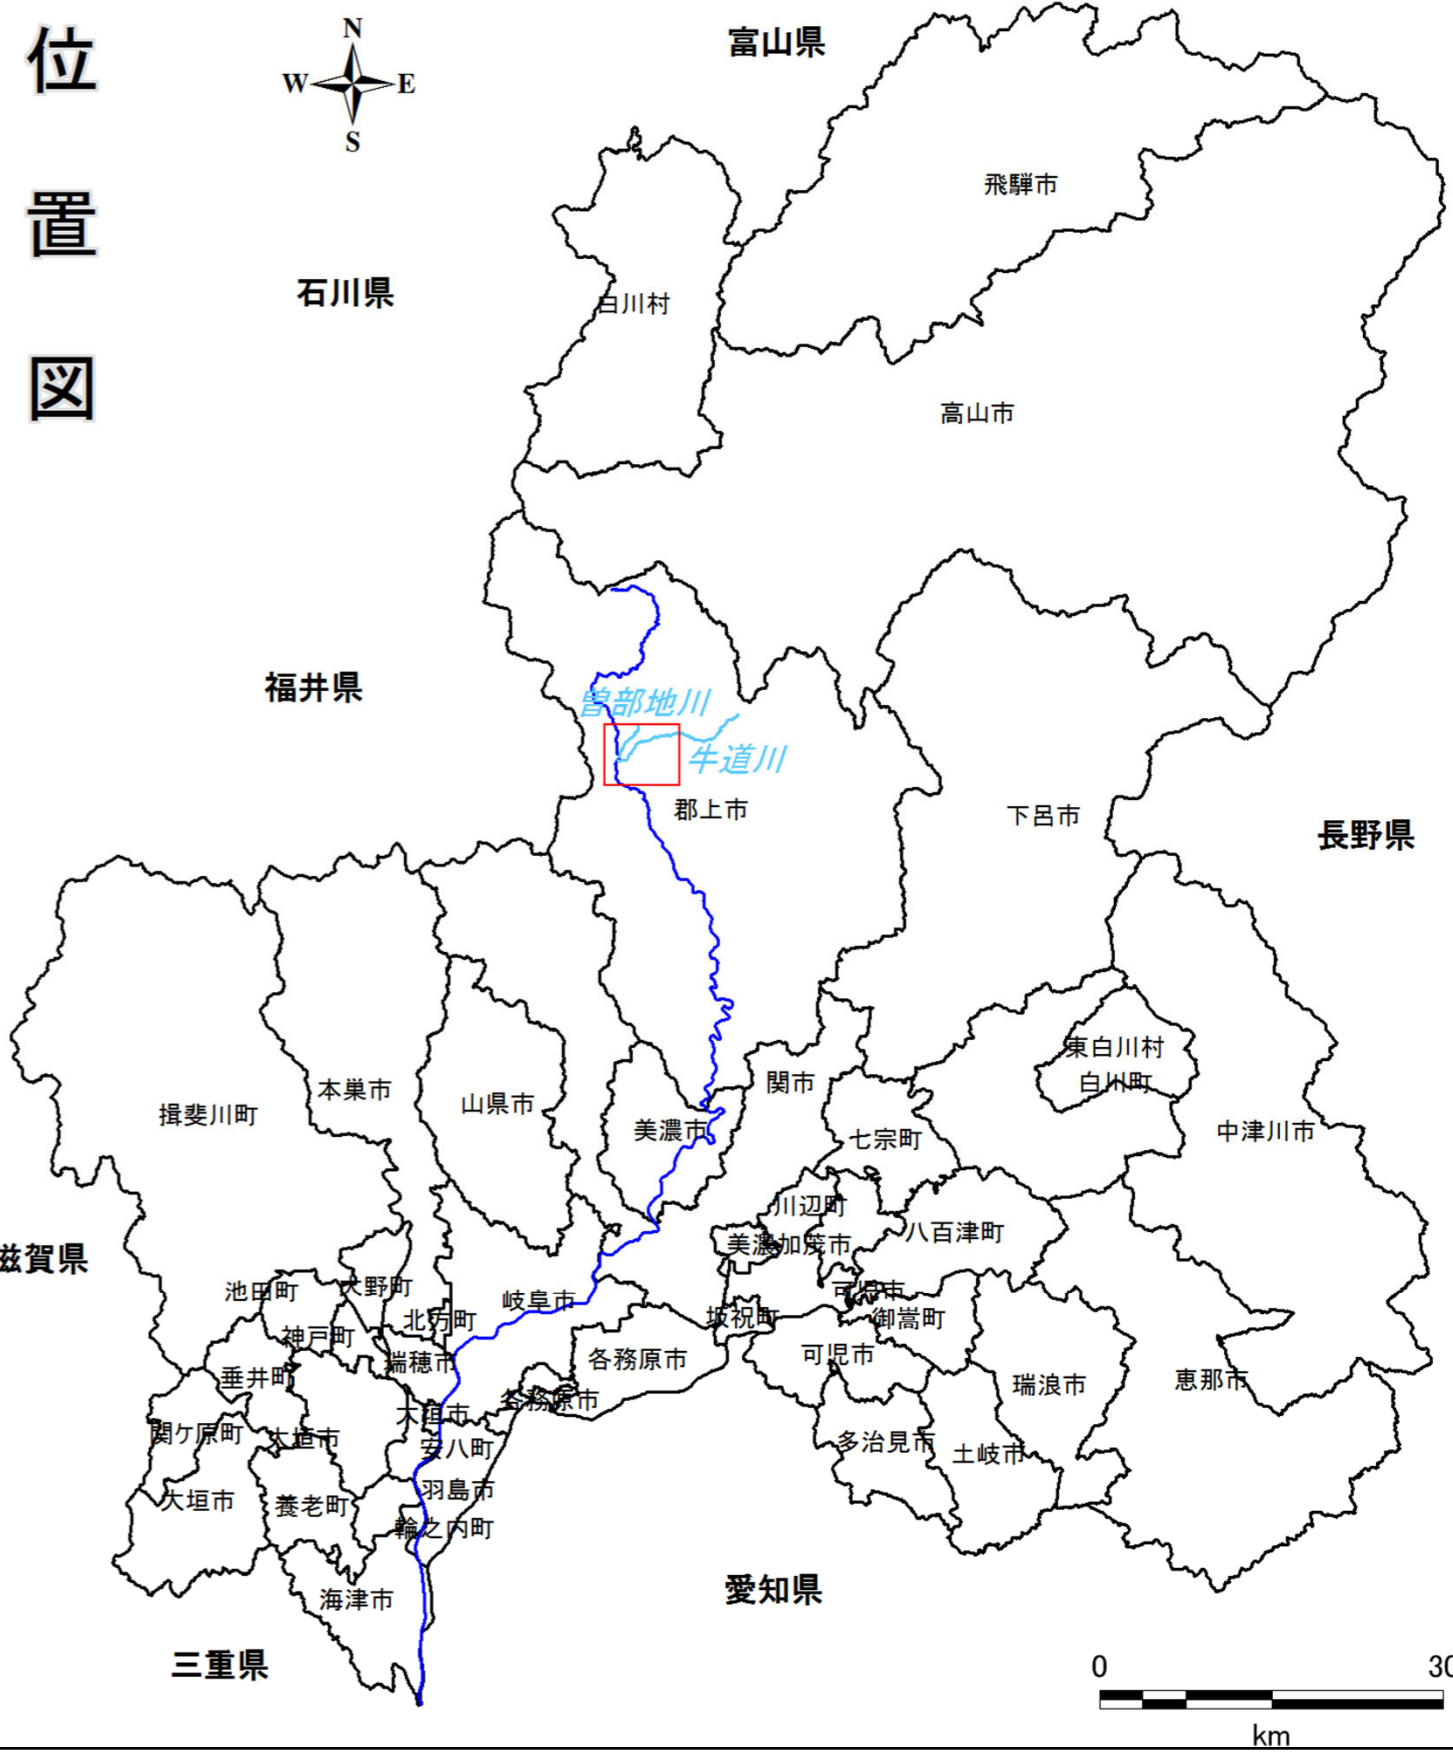 位置図
N
W
E
S
富山県
飛騨市
石川県
白川村
高山市
福井県
曽部地川
牛道川
郡上市
下呂市
長野県
東白川村
白川町
関市
本巣市
山県市
揖斐川町
美濃市
七宗町
中津川市
川辺町
八百津町
美濃加茂市
滋賀県
池田町
大野町
可児市
岐阜市
北方町
坂祝町
御嵩町
神戸町
瑞穂市
各務原市
可児市
垂井町
瑞浪市
恵那市
各務原市
大垣市
関ケ原町
大垣市
安八町
多治見市
土岐市
羽島市
大垣市
養老町
輪之内町
愛知県
海津市
三重県
0
30
km